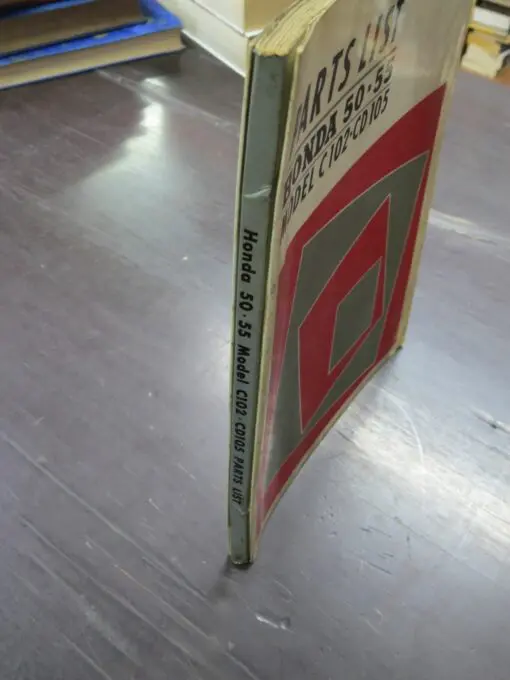 PARTS LIST
HONDA 50·55
MODEL C102·CD105
Honda 50·55 Model C102·CD105 PARTS LIST